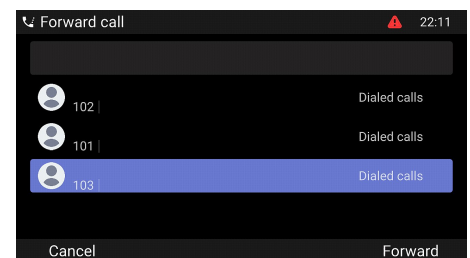 Forward call 22:11
102 Dialed calls
101 Dialed calls
103 Dialed calls
Cancel Forward